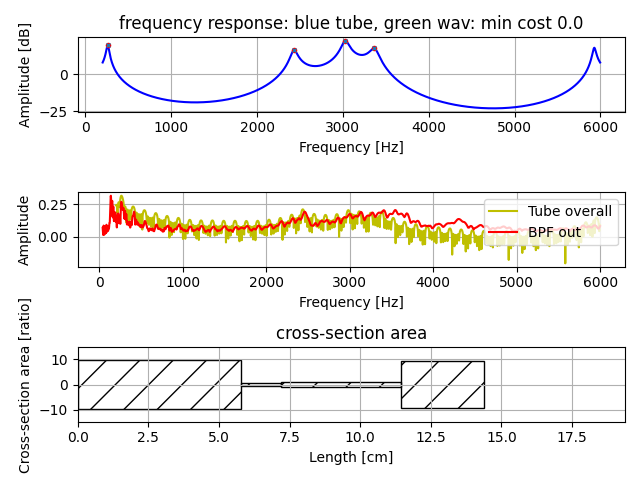 frequency response: blue tube, green wav: min cost 0.0
Amplitude [dB]
0
−25
0 1000 2000 3000 4000 5000 6000
Frequency [Hz]
Amplitude
0.25
0.00
Tube overall
BPF out
0 1000 2000 3000 4000 5000 6000
Frequency [Hz]
cross-section area
Cross-section area [ratio]
10
0
−10
0.0 2.5 5.0 7.5 10.0 12.5 15.0 17.5
Length [cm]